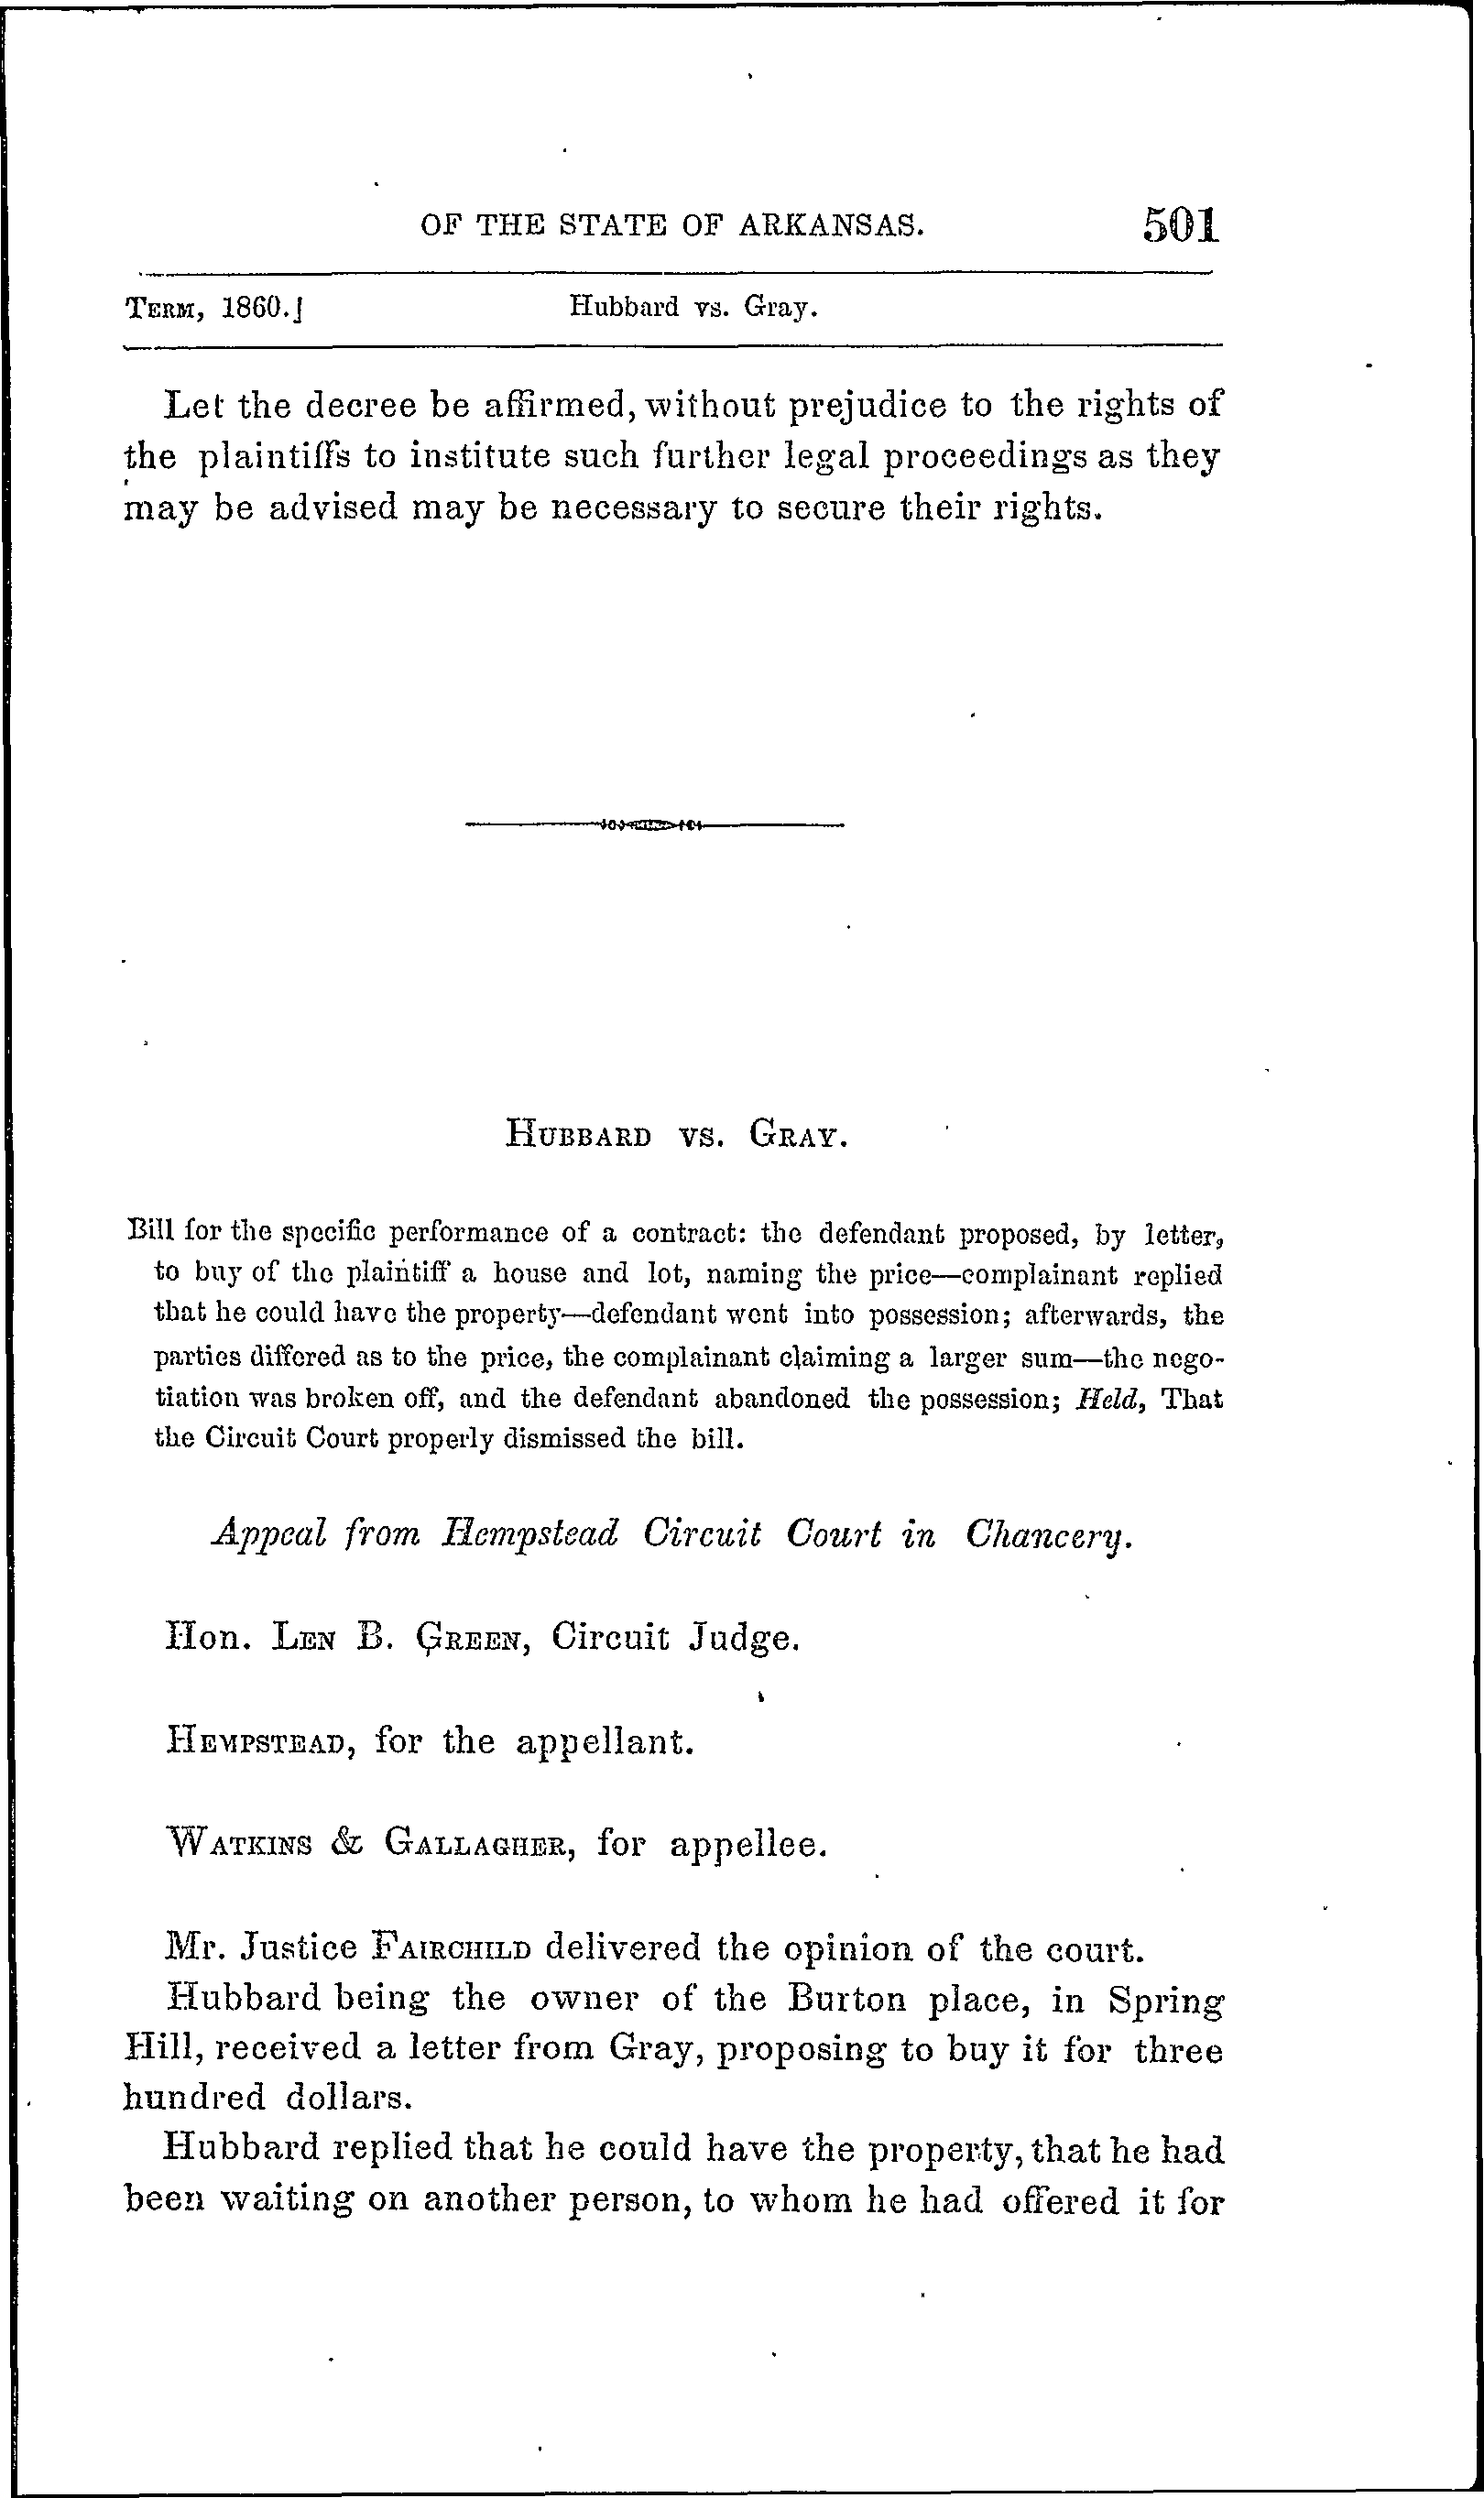 OF THE STATE OF ARKANSAS. 501
TERM, 1860.] Hubbard vs. Gray.
Let the decree be affirmed, without prejudice to the rights of
the plaintiffs to institute such further legal proceedings as they
may be advised may be necessary to secure their rights.
HUBBARD VS. GRAY.
Bill for the specific performance of a contract: the defendant proposed, by letter,
to buy of the plaintiff a house and lot, naming the price—complainant replied
that he could have the property—defendant went into possession; afterwards, the
parties differed as to the price, the complainant claiming a larger sum—the nego-
tiation was broken off, and the defendant abandoned the possession; Held, That
the Circuit Court properly dismissed the bill.
Appeal from Hempstead Circuit Court in Chancery.
Hon. LEN B. GREEN, Circuit Judge.
HEMPSTEAD, for the appellant.
WATKINS & GALLAGHER, for appellee.
Mr. Justice FAIRCHILD delivered the opinion of the court.
Hubbard being the owner of the Burton place, in Spring
Hill, received a letter from Gray, proposing to buy it for three
hundred dollars.
Hubbard replied that he could have the property, that he had
been waiting on another person, to whom he had offered it for